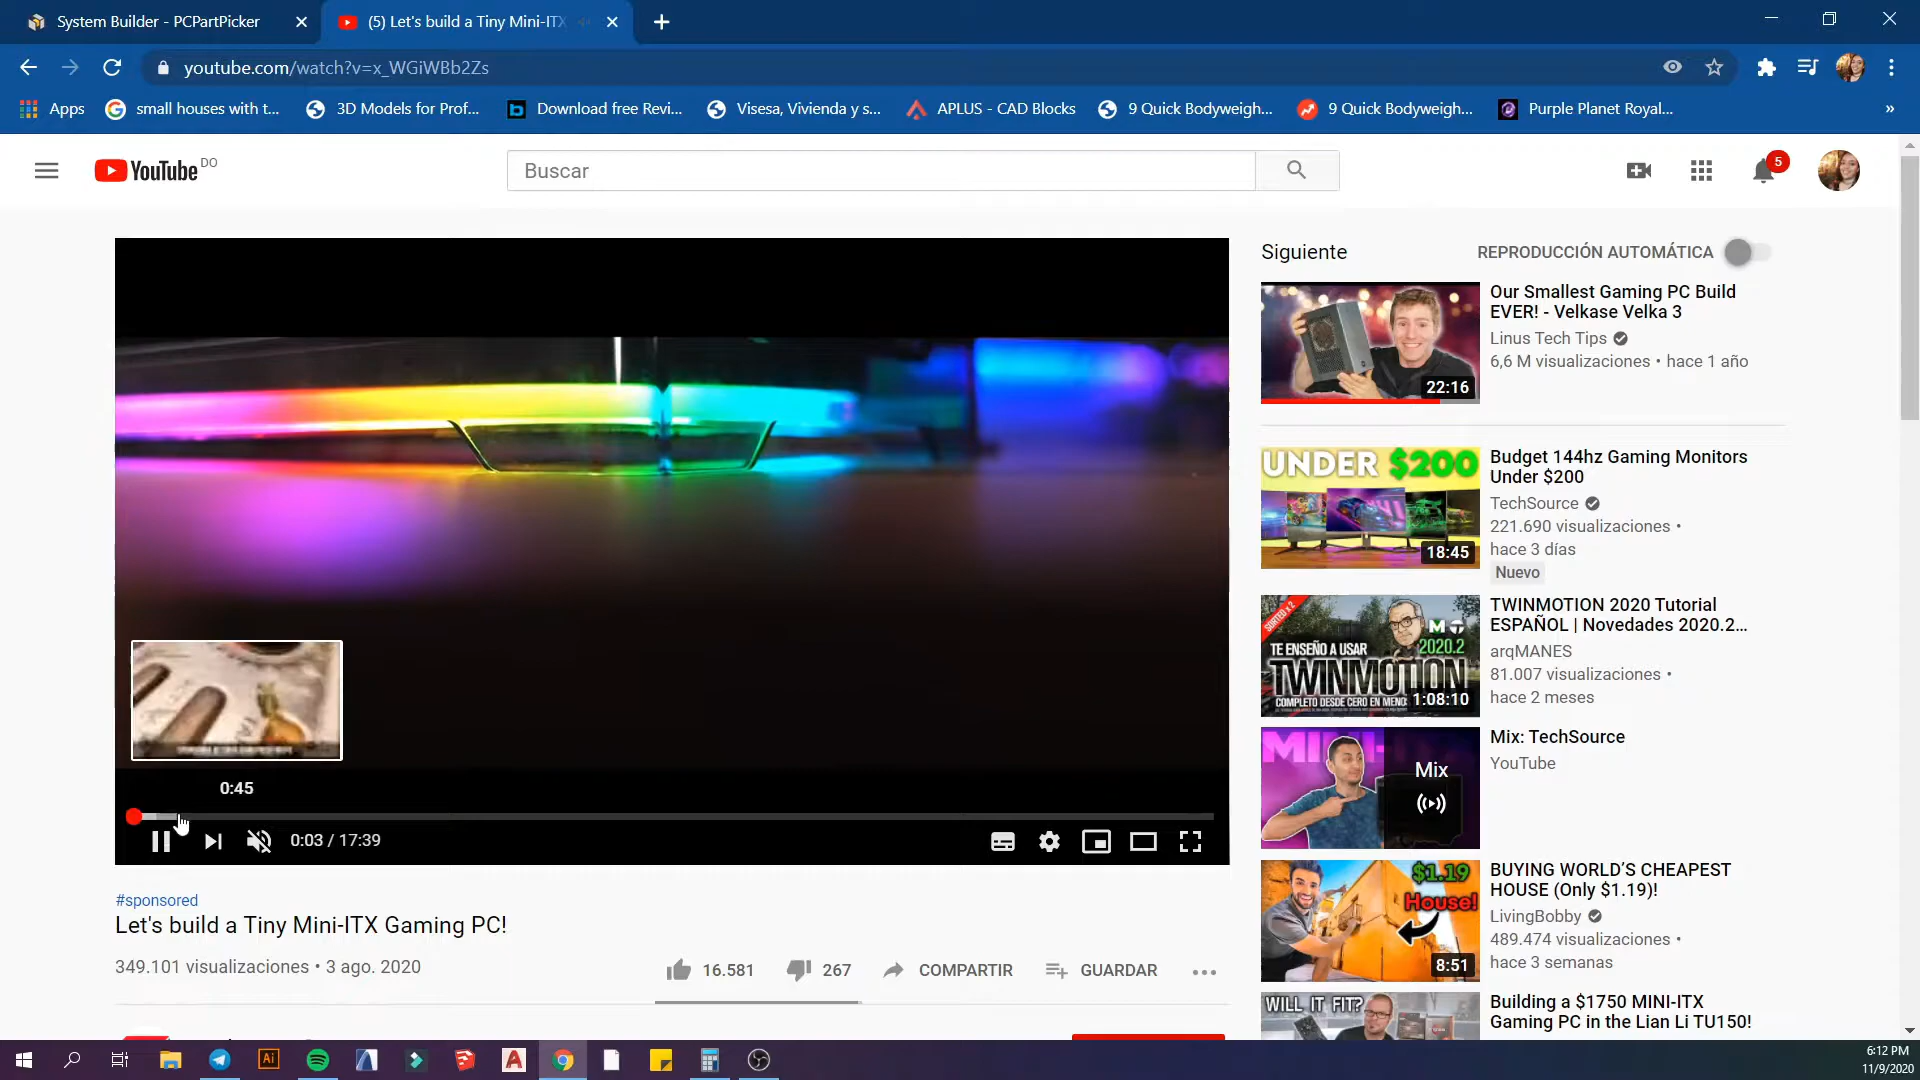 System Builder - PCPartPicker
(5) Let's build a Tiny Mini-ITX
youtube.com/watch?v=x_WGiWBb2Zs
Apps
small houses with t...
3D Models for Prof...
Download free Revi...
Visesa, Vivienda y s...
APLUS - CAD Blocks
9 Quick Bodyweigh...
9 Quick Bodyweigh...
Purple Planet Royal...
»
YouTube DO
Buscar
5
0:45
0:03 / 17:39
#sponsored
Let's build a Tiny Mini-ITX Gaming PC!
349.101 visualizaciones • 3 ago. 2020
16.581
267
COMPARTIR
GUARDAR
Siguiente
REPRODUCCIÓN AUTOMÁTICA
22:16
Our Smallest Gaming PC Build
EVER! - Velkase Velka 3
Linus Tech Tips
6,6 M visualizaciones • hace 1 año
UNDER $200
18:45
Budget 144hz Gaming Monitors
Under $200
TechSource
221.690 visualizaciones •
hace 3 días
Nuevo
SORTEO x2
2020.2
TE ENSEÑO A USAR
TWINMOTION
COMPLETO DESDE CERO EN MENO
1:08:10
TWINMOTION 2020 Tutorial
ESPAÑOL | Novedades 2020.2...
arqMANES
81.007 visualizaciones •
hace 2 meses
Mix
Mix: TechSource
YouTube
$1.19
House!
8:51
BUYING WORLD'S CHEAPEST
HOUSE (Only $1.19)!
LivingBobby
489.474 visualizaciones •
hace 3 semanas
WILL IT FIT?
Building a $1750 MINI-ITX
Gaming PC in the Lian Li TU150!
Ai
6:12 PM
11/9/2020